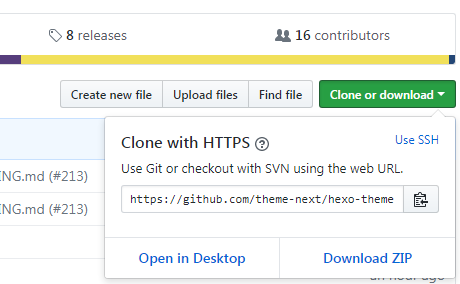 8 releases
16 contributors
Create new file
Upload files
Find file
Clone or download
Clone with HTTPS
Use SSH
Use Git or checkout with SVN using the web URL.
ENG.md (#213)
https://github.com/theme-next/hexo-theme
ENG.md (#213)
Open in Desktop
Download ZIP
an hour ago